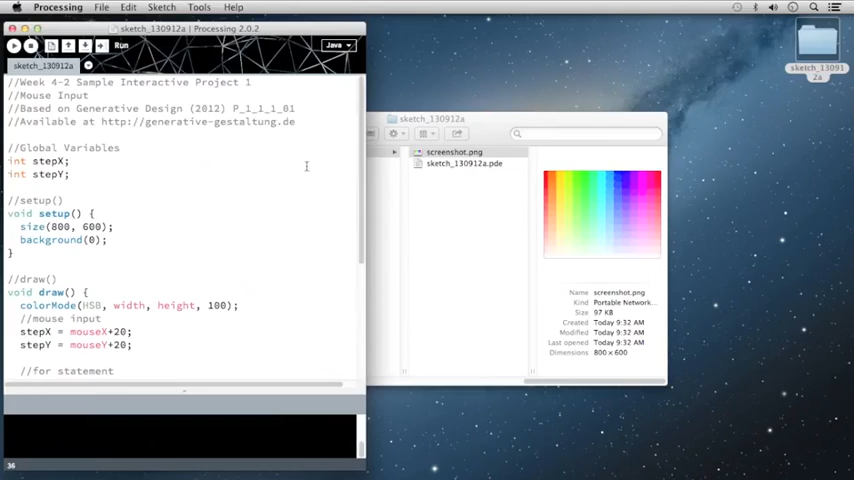 Processing File Edit Sketch Tools Help
sketch_130912a | Processing 2.0.2
Run
Java
sketch_130912a
//Week 4-2 Sample Interactive Project 1
//Mouse Input
//Based on Generative Design (2012) P_1_1_1_01
//Available at http://generative-gestaltung.de
//Global Variables
int stepX;
int stepY;
//setup()
void setup() {
size(800, 600);
background(0);
}
//draw()
void draw() {
colorMode(HSB, width, height, 100);
//mouse input
stepX = mouseX+20;
stepY = mouseY+20;
//for statement
36
sketch_130912a
screenshot.png
sketch_130912a.pde
Name screenshot.png
Kind Portable Network...
Size 97 KB
Created Today 9:32 AM
Modified Today 9:32 AM
Last opened Today 9:32 AM
Dimensions 800 × 600
sketch_13091
2a